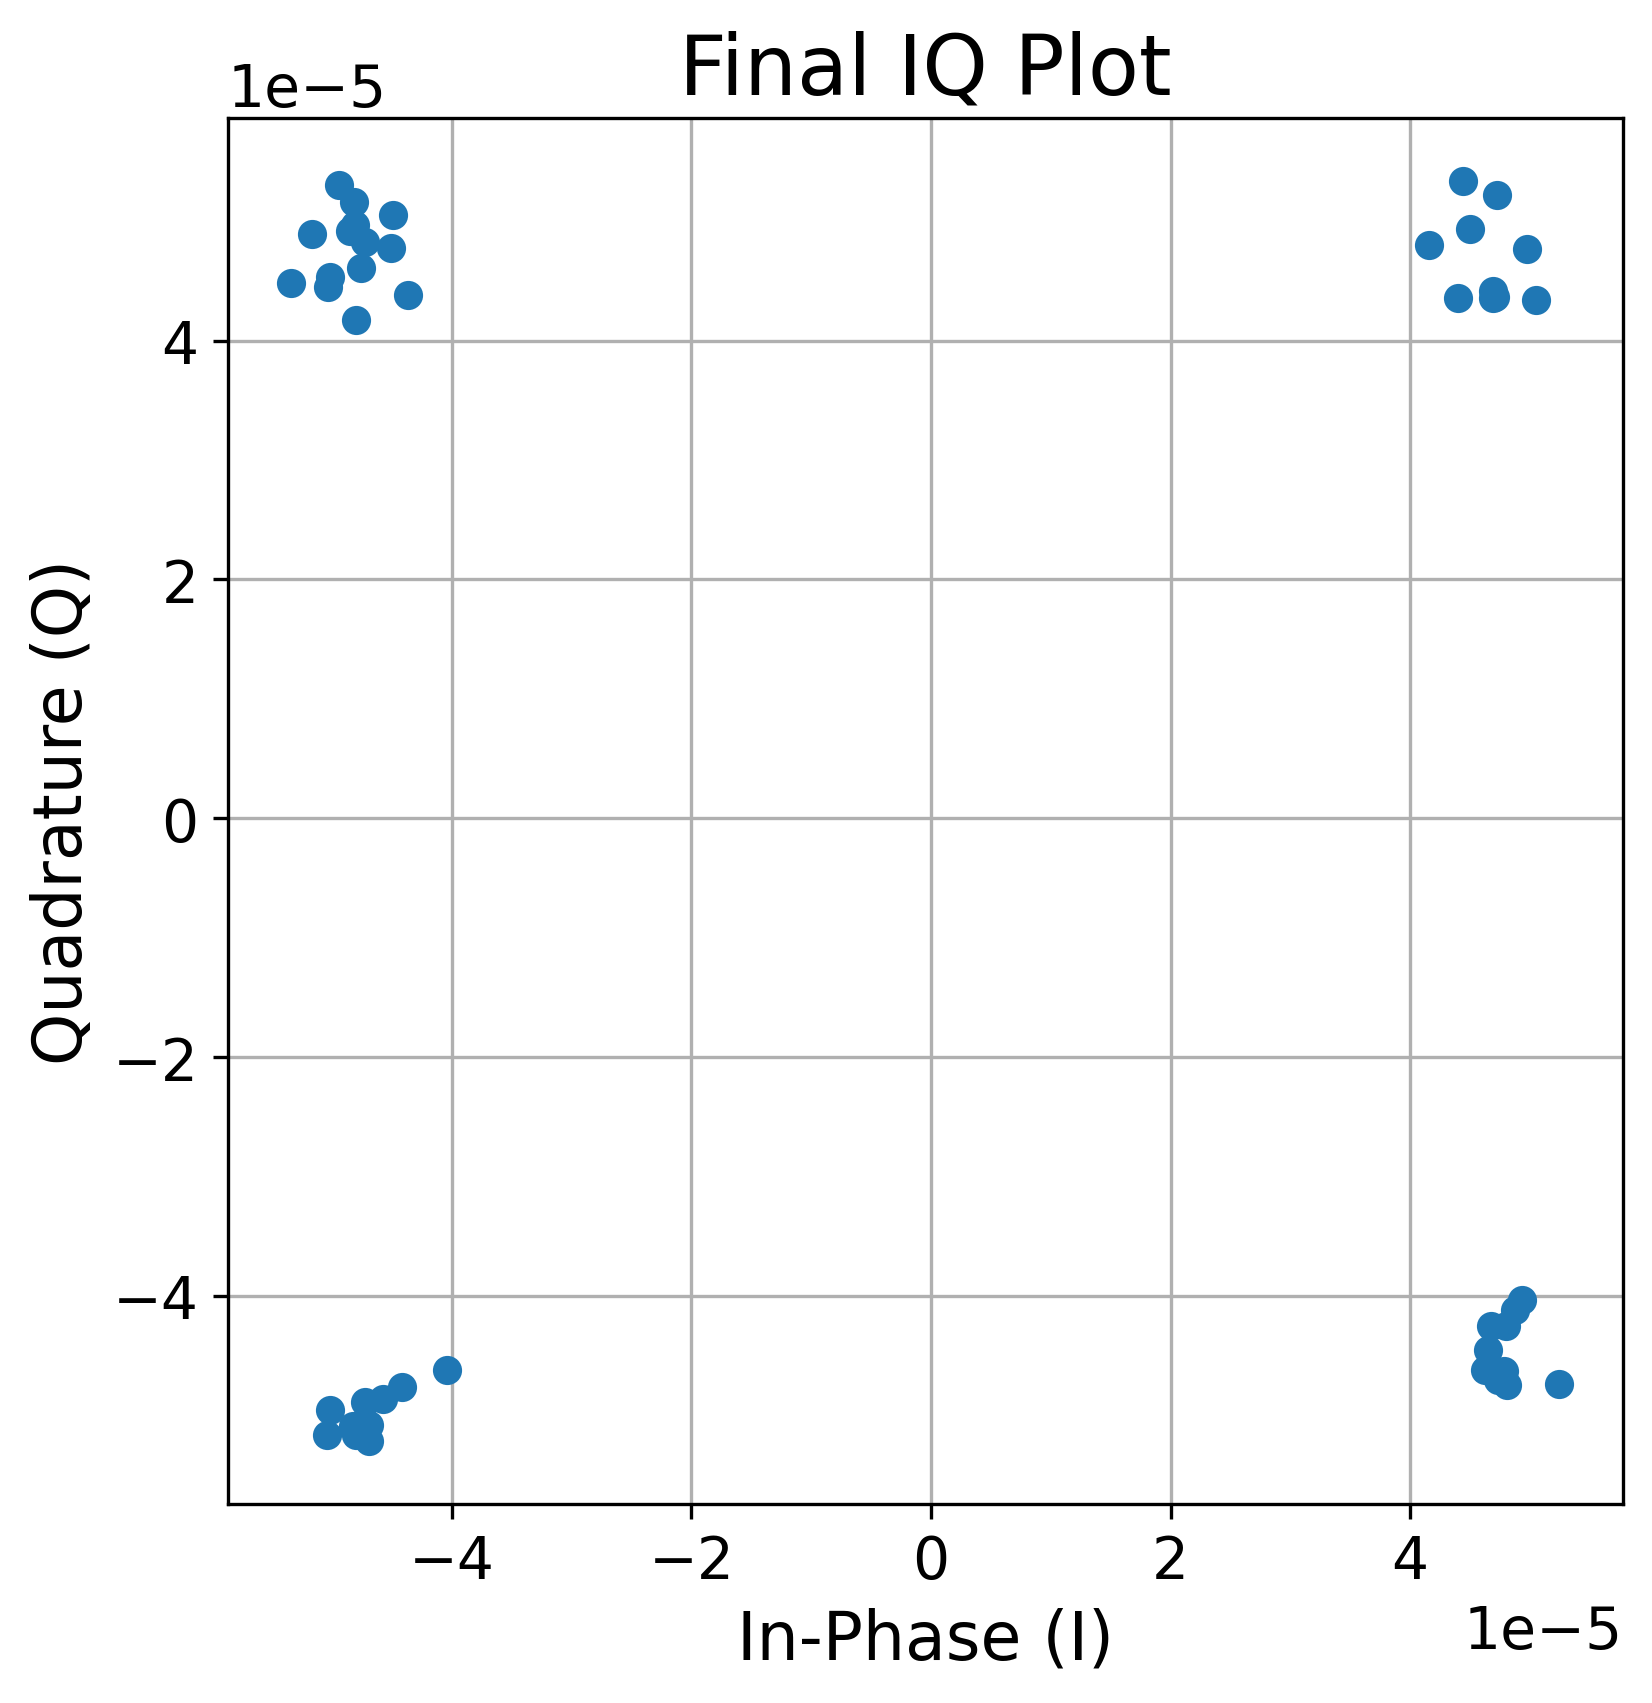 Final IQ Plot
1e−5
4
2
0
−2
−4
Quadrature (Q)
−4 −2 0 2 4
In-Phase (I)
1e−5